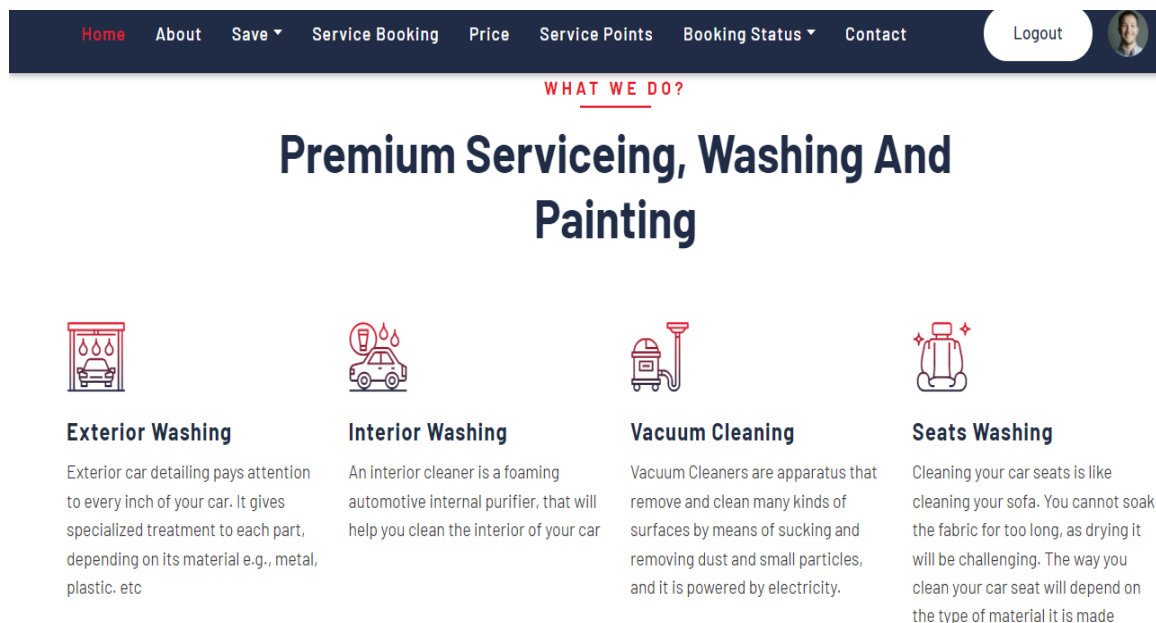 Home About Save Service Booking Price Service Points Booking Status Contact Logout
WHAT WE DO?
Premium Serviceing, Washing And
Painting
Exterior Washing
Exterior car detailing pays attention
to every inch of your car. It gives
specialized treatment to each part,
depending on its material e.g., metal,
plastic. etc
Interior Washing
An interior cleaner is a foaming
automotive internal purifier, that will
help you clean the interior of your car
Vacuum Cleaning
Vacuum Cleaners are apparatus that
remove and clean many kinds of
surfaces by means of sucking and
removing dust and small particles,
and it is powered by electricity.
Seats Washing
Cleaning your car seats is like
cleaning your sofa. You cannot soak
the fabric for too long, as drying it
will be challenging. The way you
clean your car seat will depend on
the type of material it is made